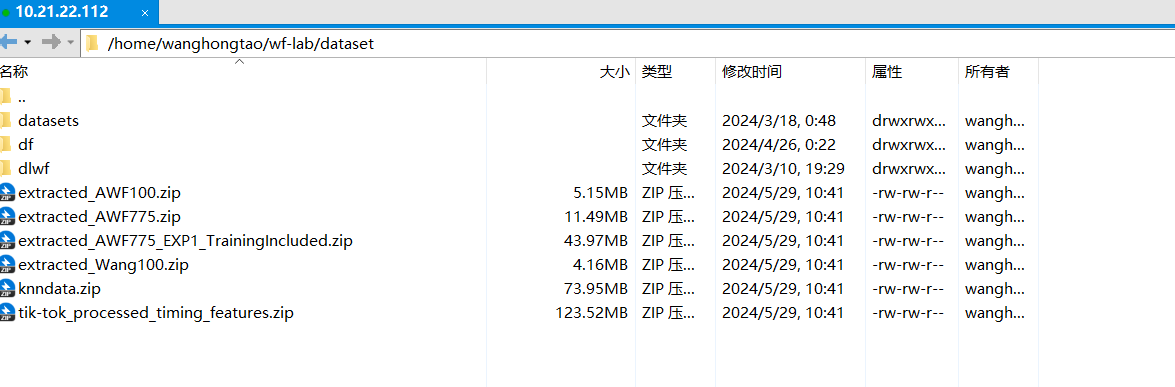 10.21.22.112 ×
/home/wanghongtao/wf-lab/dataset
名称 大小 类型 修改时间 属性 所有者
..
datasets 文件夹 2024/3/18, 0:48 drwxrwx... wangh...
df 文件夹 2024/4/26, 0:22 drwxrwx... wangh...
dlwf 文件夹 2024/3/10, 19:29 drwxrwx... wangh...
extracted_AWF100.zip 5.15MB ZIP 压... 2024/5/29, 10:41 -rw-rw-r-- wangh...
extracted_AWF775.zip 11.49MB ZIP 压... 2024/5/29, 10:41 -rw-rw-r-- wangh...
extracted_AWF775_EXP1_TrainingIncluded.zip 43.97MB ZIP 压... 2024/5/29, 10:41 -rw-rw-r-- wangh...
extracted_Wang100.zip 4.16MB ZIP 压... 2024/5/29, 10:41 -rw-rw-r-- wangh...
knndata.zip 73.95MB ZIP 压... 2024/5/29, 10:41 -rw-rw-r-- wangh...
tik-tok_processed_timing_features.zip 123.52MB ZIP 压... 2024/5/29, 10:41 -rw-rw-r-- wangh...